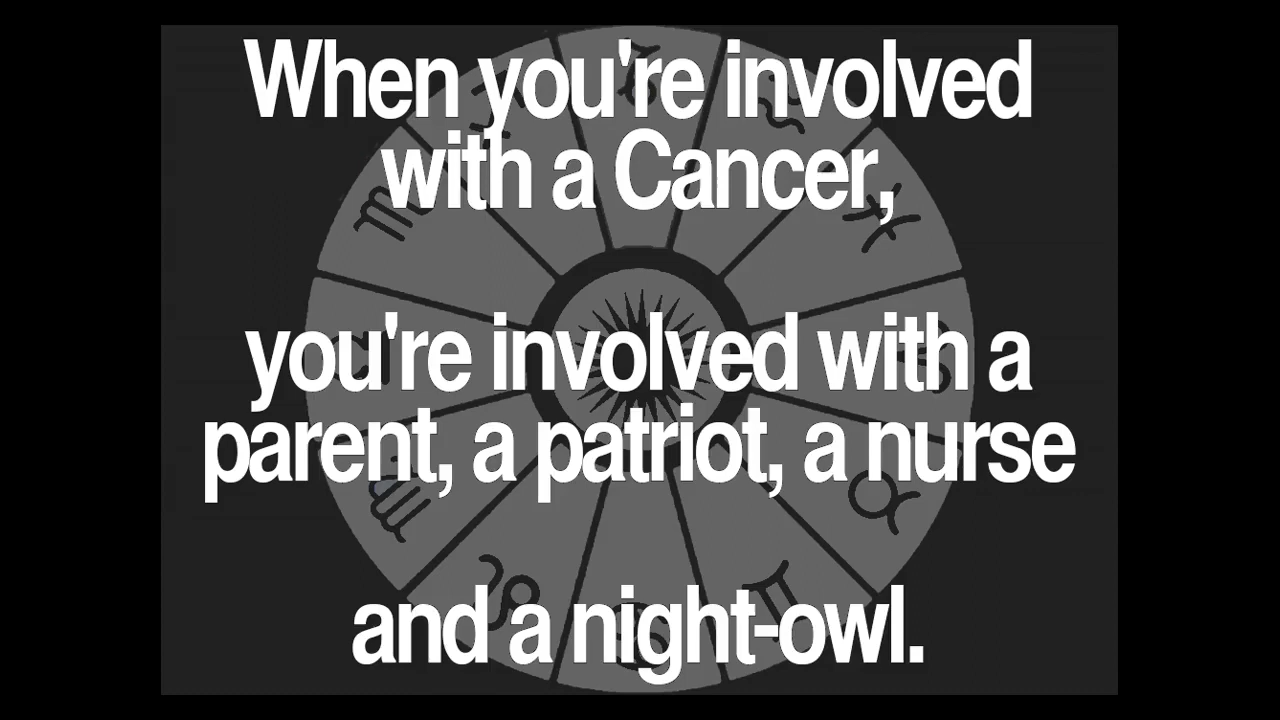 When you're involved
with a Cancer,
you're involved with a
parent, a patriot, a nurse
and a night-owl.